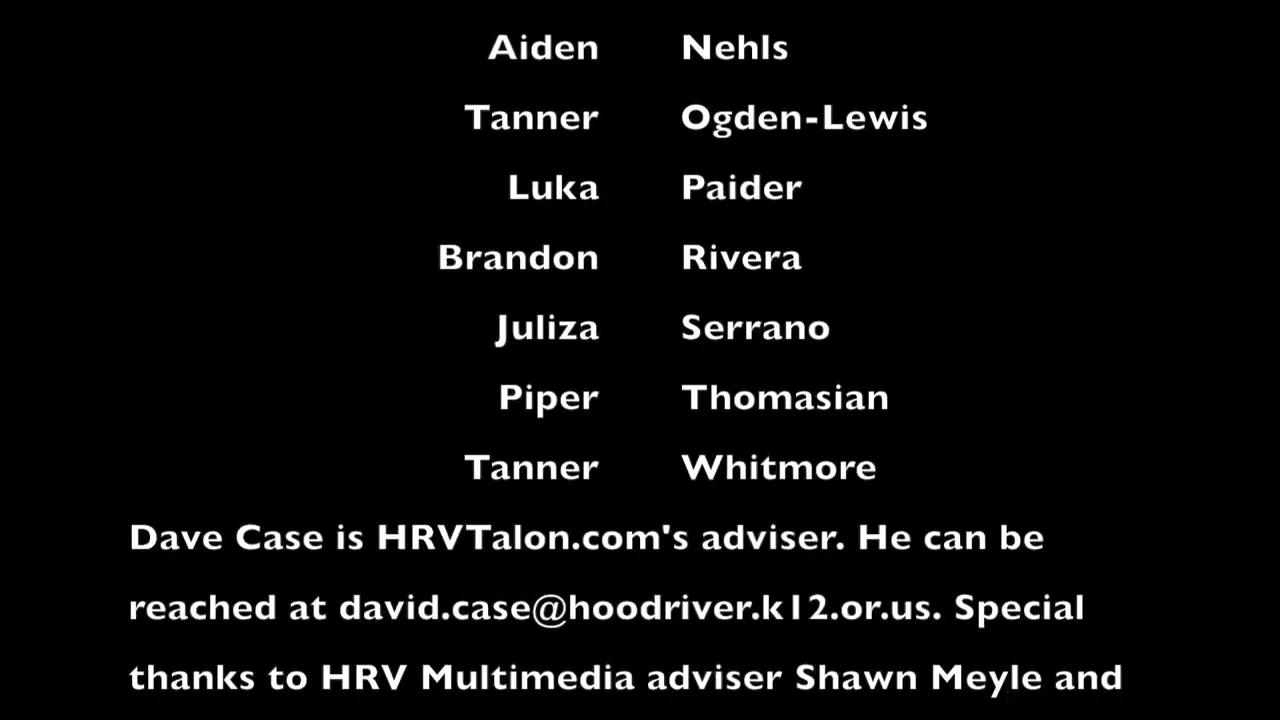 Aiden Nehls
Tanner Ogden-Lewis
Luka Paider
Brandon Rivera
Juliza Serrano
Piper Thomasian
Tanner Whitmore
Dave Case is HRVTalon.com's adviser. He can be
reached at david.case@hoodriver.k12.or.us. Special
thanks to HRV Multimedia adviser Shawn Meyle and